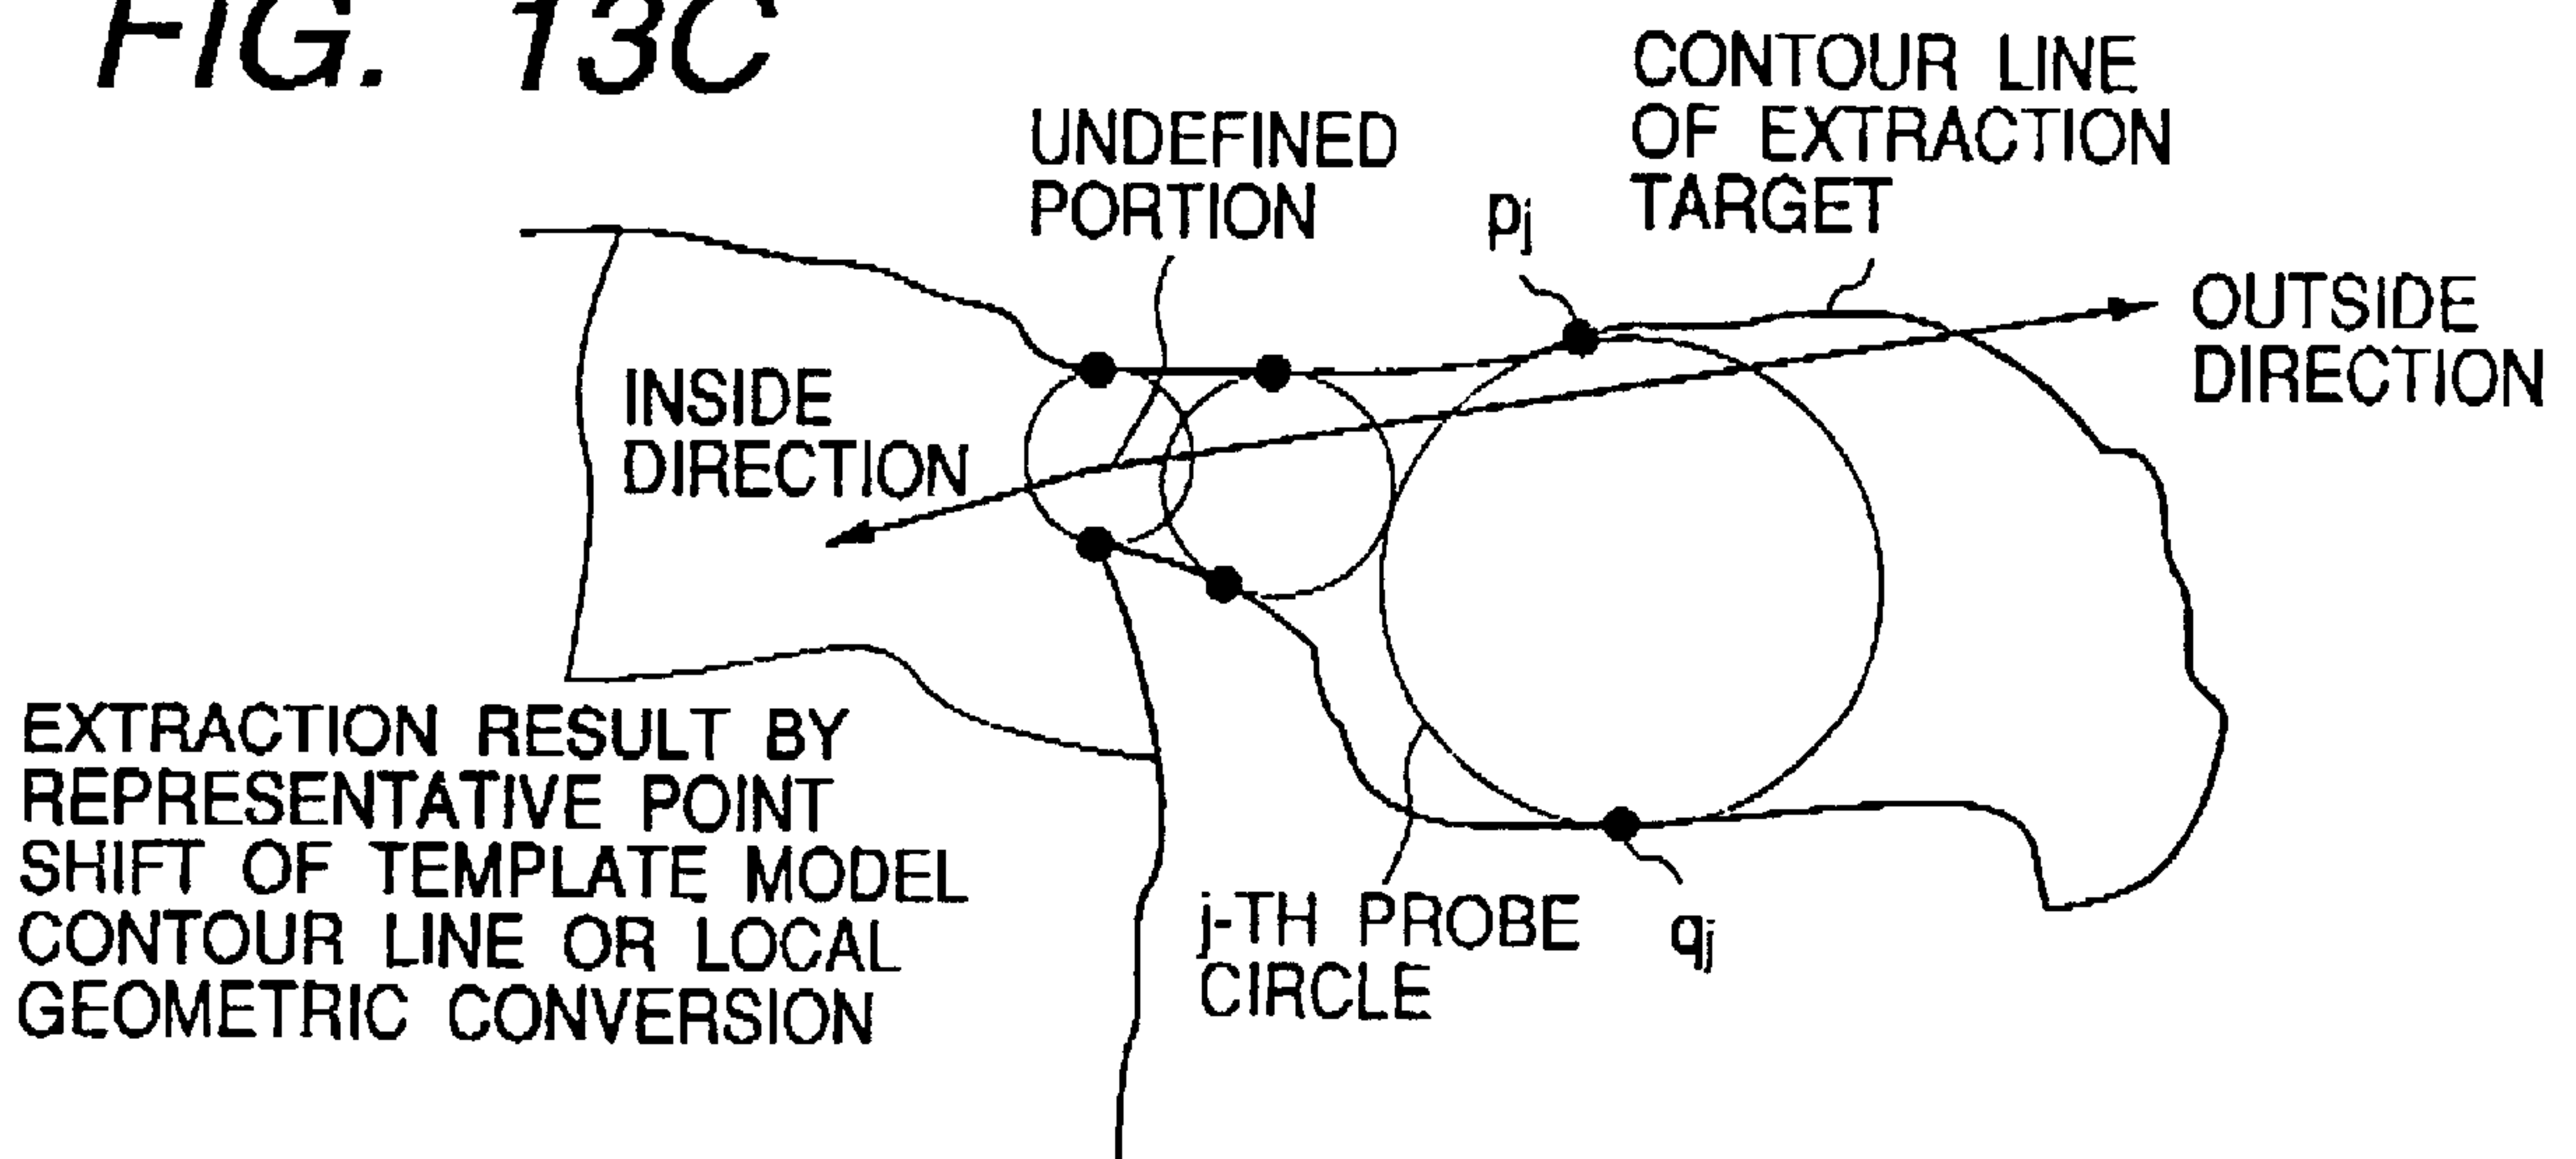 FIG. 13C
CONTOUR LINE
OF EXTRACTION
TARGET
UNDEFINED
PORTION
pj
OUTSIDE
DIRECTION
INSIDE
DIRECTION
EXTRACTION RESULT BY
REPRESENTATIVE POINT
SHIFT OF TEMPLATE MODEL
CONTOUR LINE OR LOCAL
GEOMETRIC CONVERSION
j-TH PROBE
CIRCLE
qj